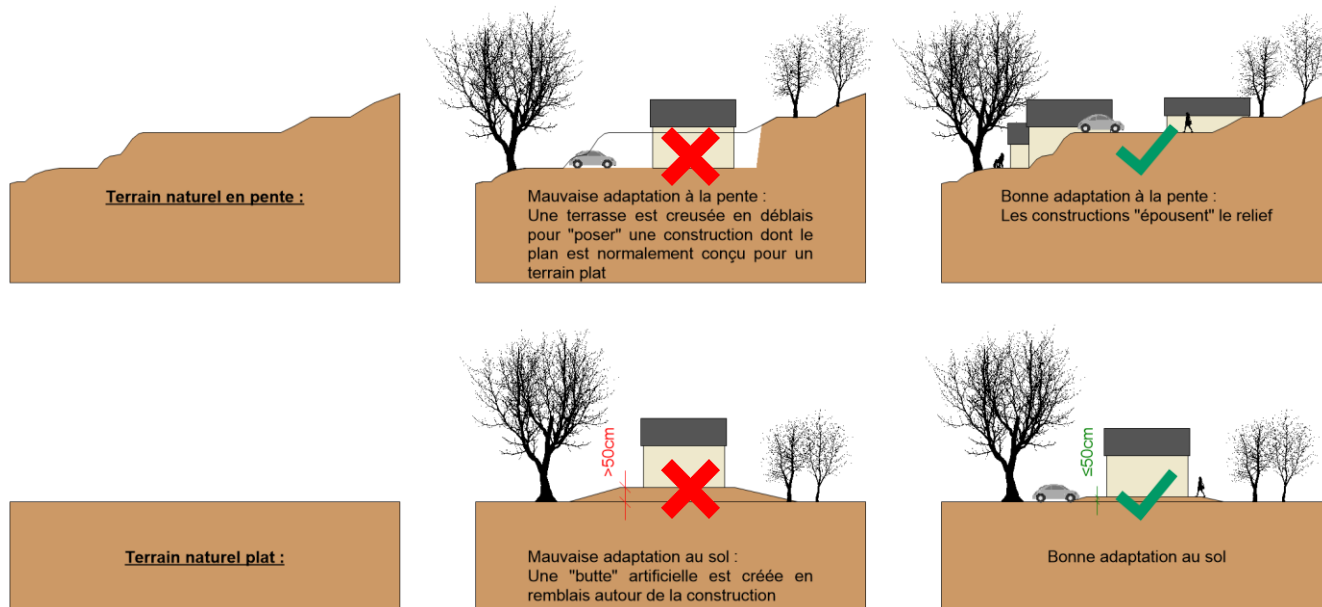 Terrain naturel en pente :
Mauvaise adaptation à la pente :
Une terrasse est creusée en déblais
pour "poser" une construction dont le
plan est normalement conçu pour un
terrain plat
Bonne adaptation à la pente :
Les constructions "épousent" le relief
Terrain naturel plat :
>50cm
Mauvaise adaptation au sol :
Une "butte" artificielle est créée en
remblais autour de la construction
≤50cm
Bonne adaptation au sol